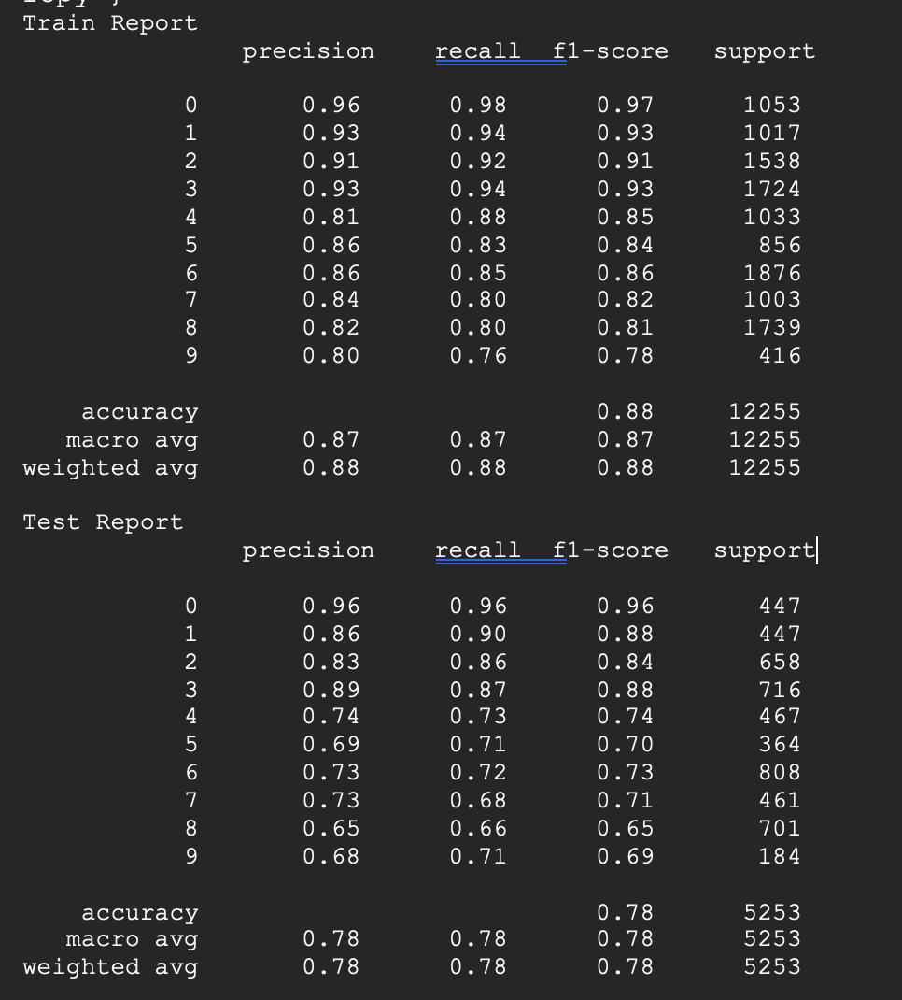 Train Report
precision recall f1-score support
0 0.96 0.98 0.97 1053
1 0.93 0.94 0.93 1017
2 0.91 0.92 0.91 1538
3 0.93 0.94 0.93 1724
4 0.81 0.88 0.85 1033
5 0.86 0.83 0.84 856
6 0.86 0.85 0.86 1876
7 0.84 0.80 0.82 1003
8 0.82 0.80 0.81 1739
9 0.80 0.76 0.78 416
accuracy 0.88 12255
macro avg 0.87 0.87 0.87 12255
weighted avg 0.88 0.88 0.88 12255
Test Report
precision recall f1-score support
0 0.96 0.96 0.96 447
1 0.86 0.90 0.88 447
2 0.83 0.86 0.84 658
3 0.89 0.87 0.88 716
4 0.74 0.73 0.74 467
5 0.69 0.71 0.70 364
6 0.73 0.72 0.73 808
7 0.73 0.68 0.71 461
8 0.65 0.66 0.65 701
9 0.68 0.71 0.69 184
accuracy 0.78 5253
macro avg 0.78 0.78 0.78 5253
weighted avg 0.78 0.78 0.78 5253